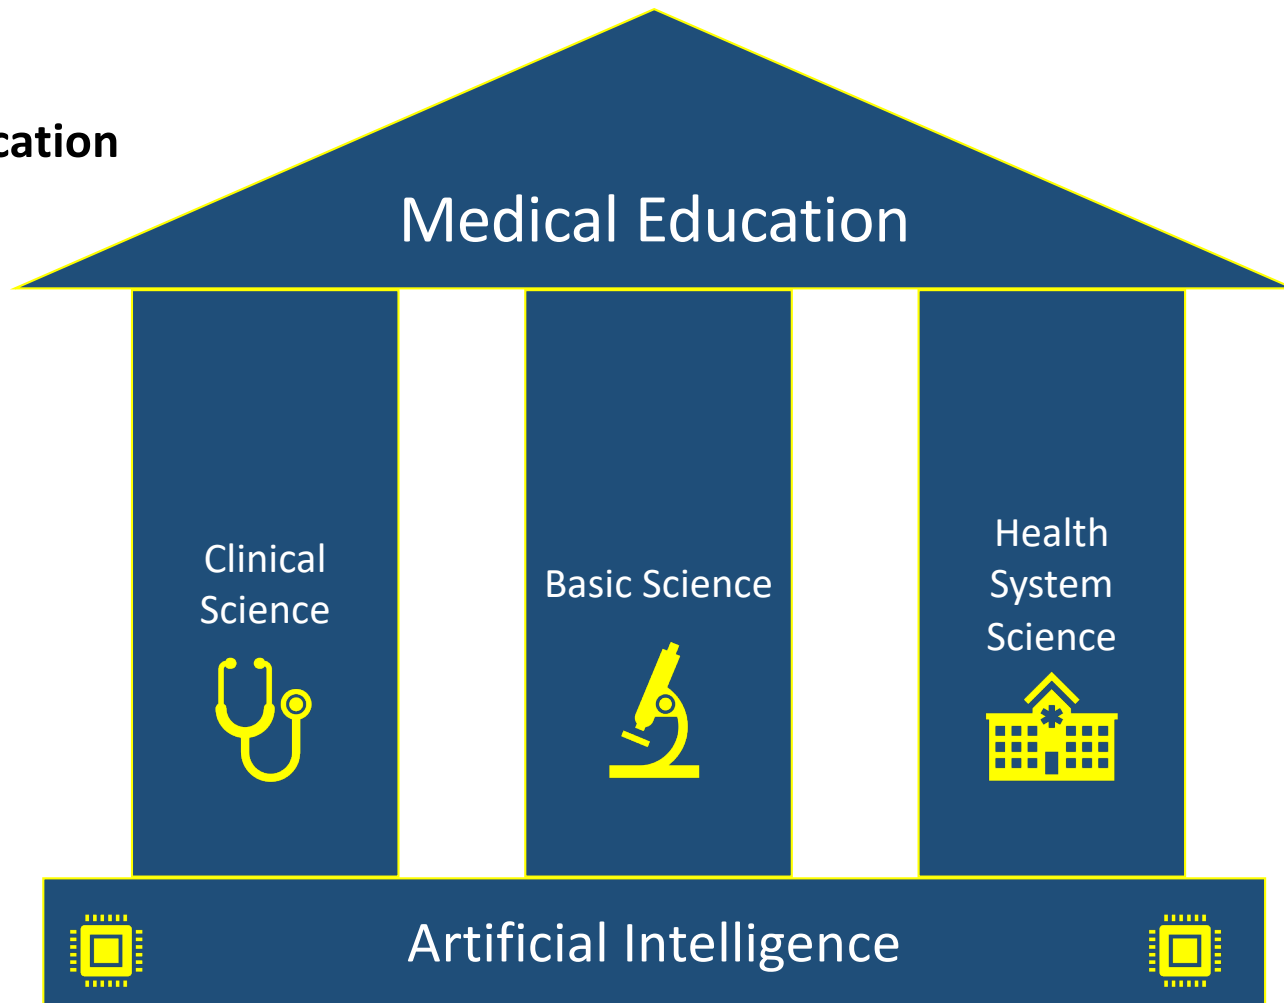 cation
Medical Education
Clinical
Science
Basic Science
Health
System
Science
Artificial Intelligence